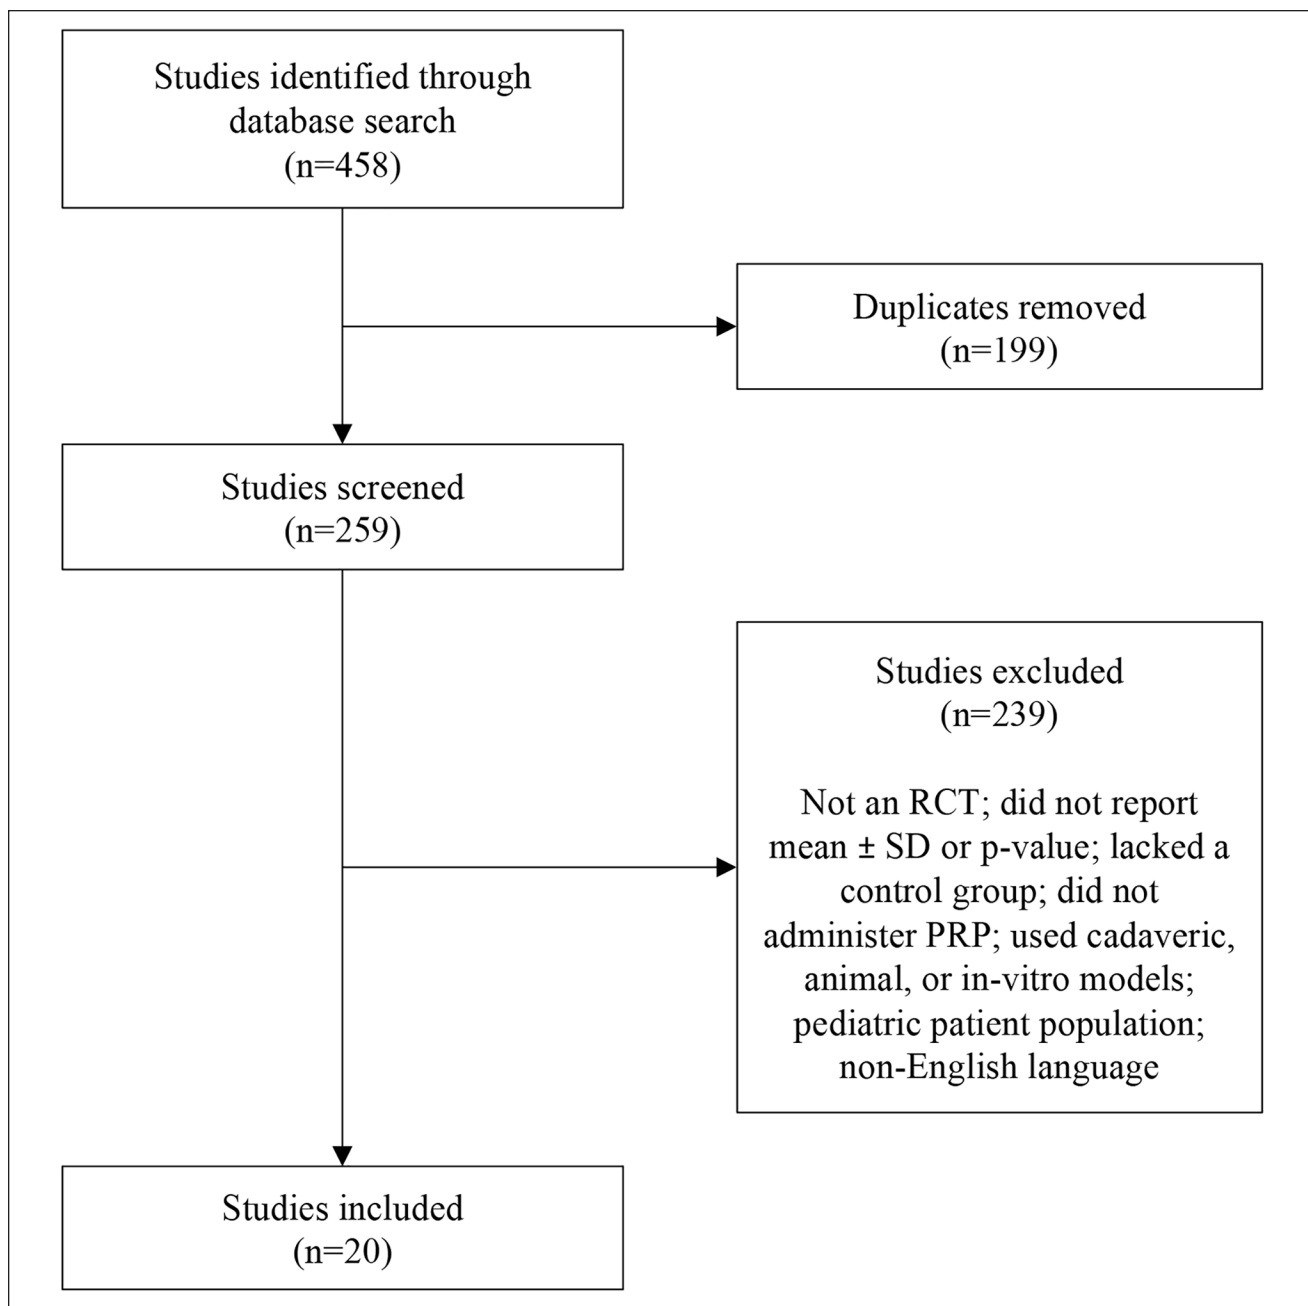 Studies identified through
database search
(n=458)
Duplicates removed
(n=199)
Studies screened
(n=259)
Studies excluded
(n=239)
Not an RCT; did not report
mean ± SD or p-value; lacked a
control group; did not
administer PRP; used cadaveric,
animal, or in-vitro models;
pediatric patient population;
non-English language
Studies included
(n=20)